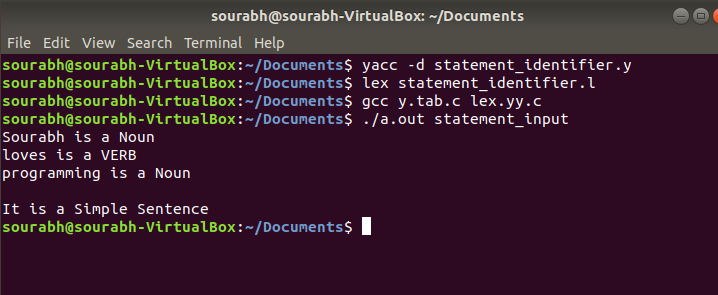 sourabh@sourabh-VirtualBox: ~/Documents
File Edit View Search Terminal Help
sourabh@sourabh-VirtualBox:~/Documents$ yacc -d statement_identifier.y
sourabh@sourabh-VirtualBox:~/Documents$ lex statement_identifier.l
sourabh@sourabh-VirtualBox:~/Documents$ gcc y.tab.c lex.yy.c
sourabh@sourabh-VirtualBox:~/Documents$ ./a.out statement_input
Sourabh is a Noun
loves is a VERB
programming is a Noun
It is a Simple Sentence
sourabh@sourabh-VirtualBox:~/Documents$